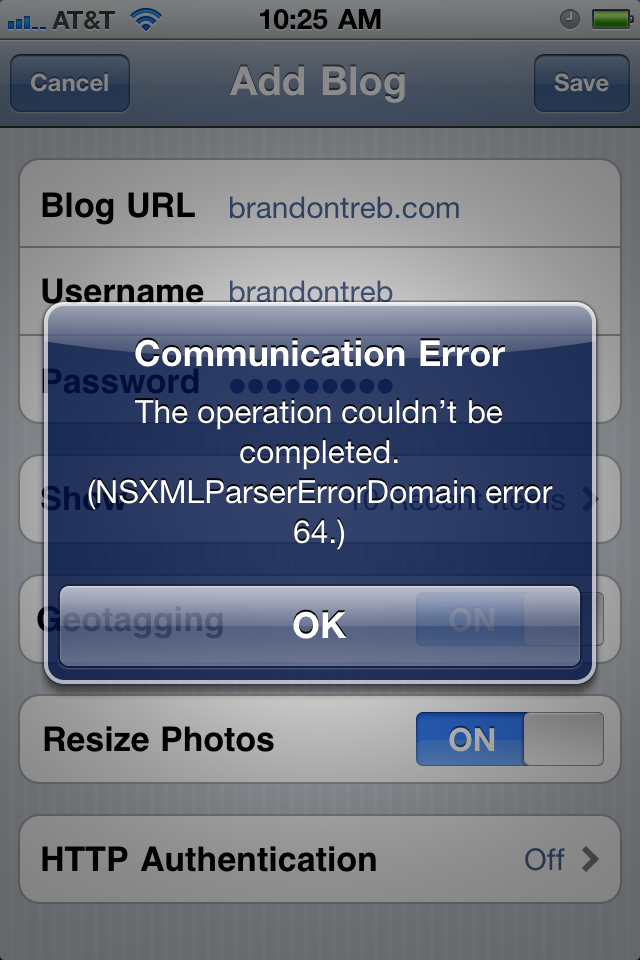 AT&T 10:25 AM
Cancel Add Blog Save
Blog URL brandontreb.com
Username brandontreb
Communication Error
Password ●●●●●●●●●
The operation couldn’t be
completed.
(NSXMLParserErrorDomain error
Show 10 Recent Items
64.)
Geotagging ON
OK
Resize Photos ON
HTTP Authentication Off